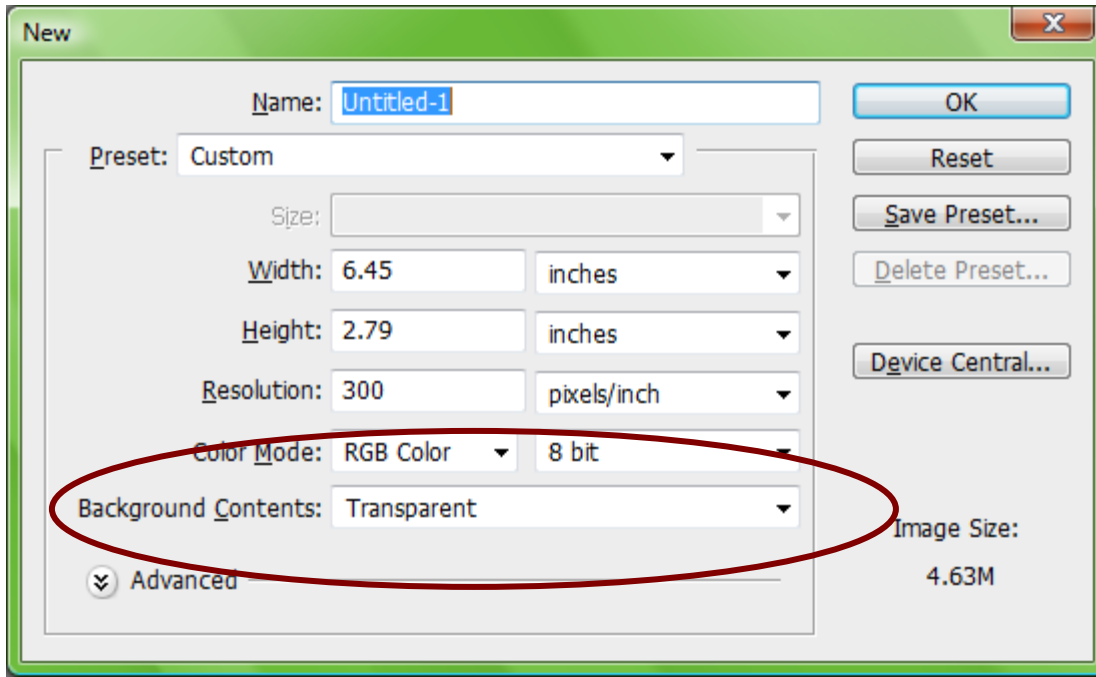 New
Name: Untitled-1
OK
Preset: Custom
Reset
Size:
Save Preset...
Width: 6.45 inches
Delete Preset...
Height: 2.79 inches
Device Central...
Resolution: 300 pixels/inch
Color Mode: RGB Color 8 bit
Background Contents: Transparent
Image Size:
Advanced
4.63M